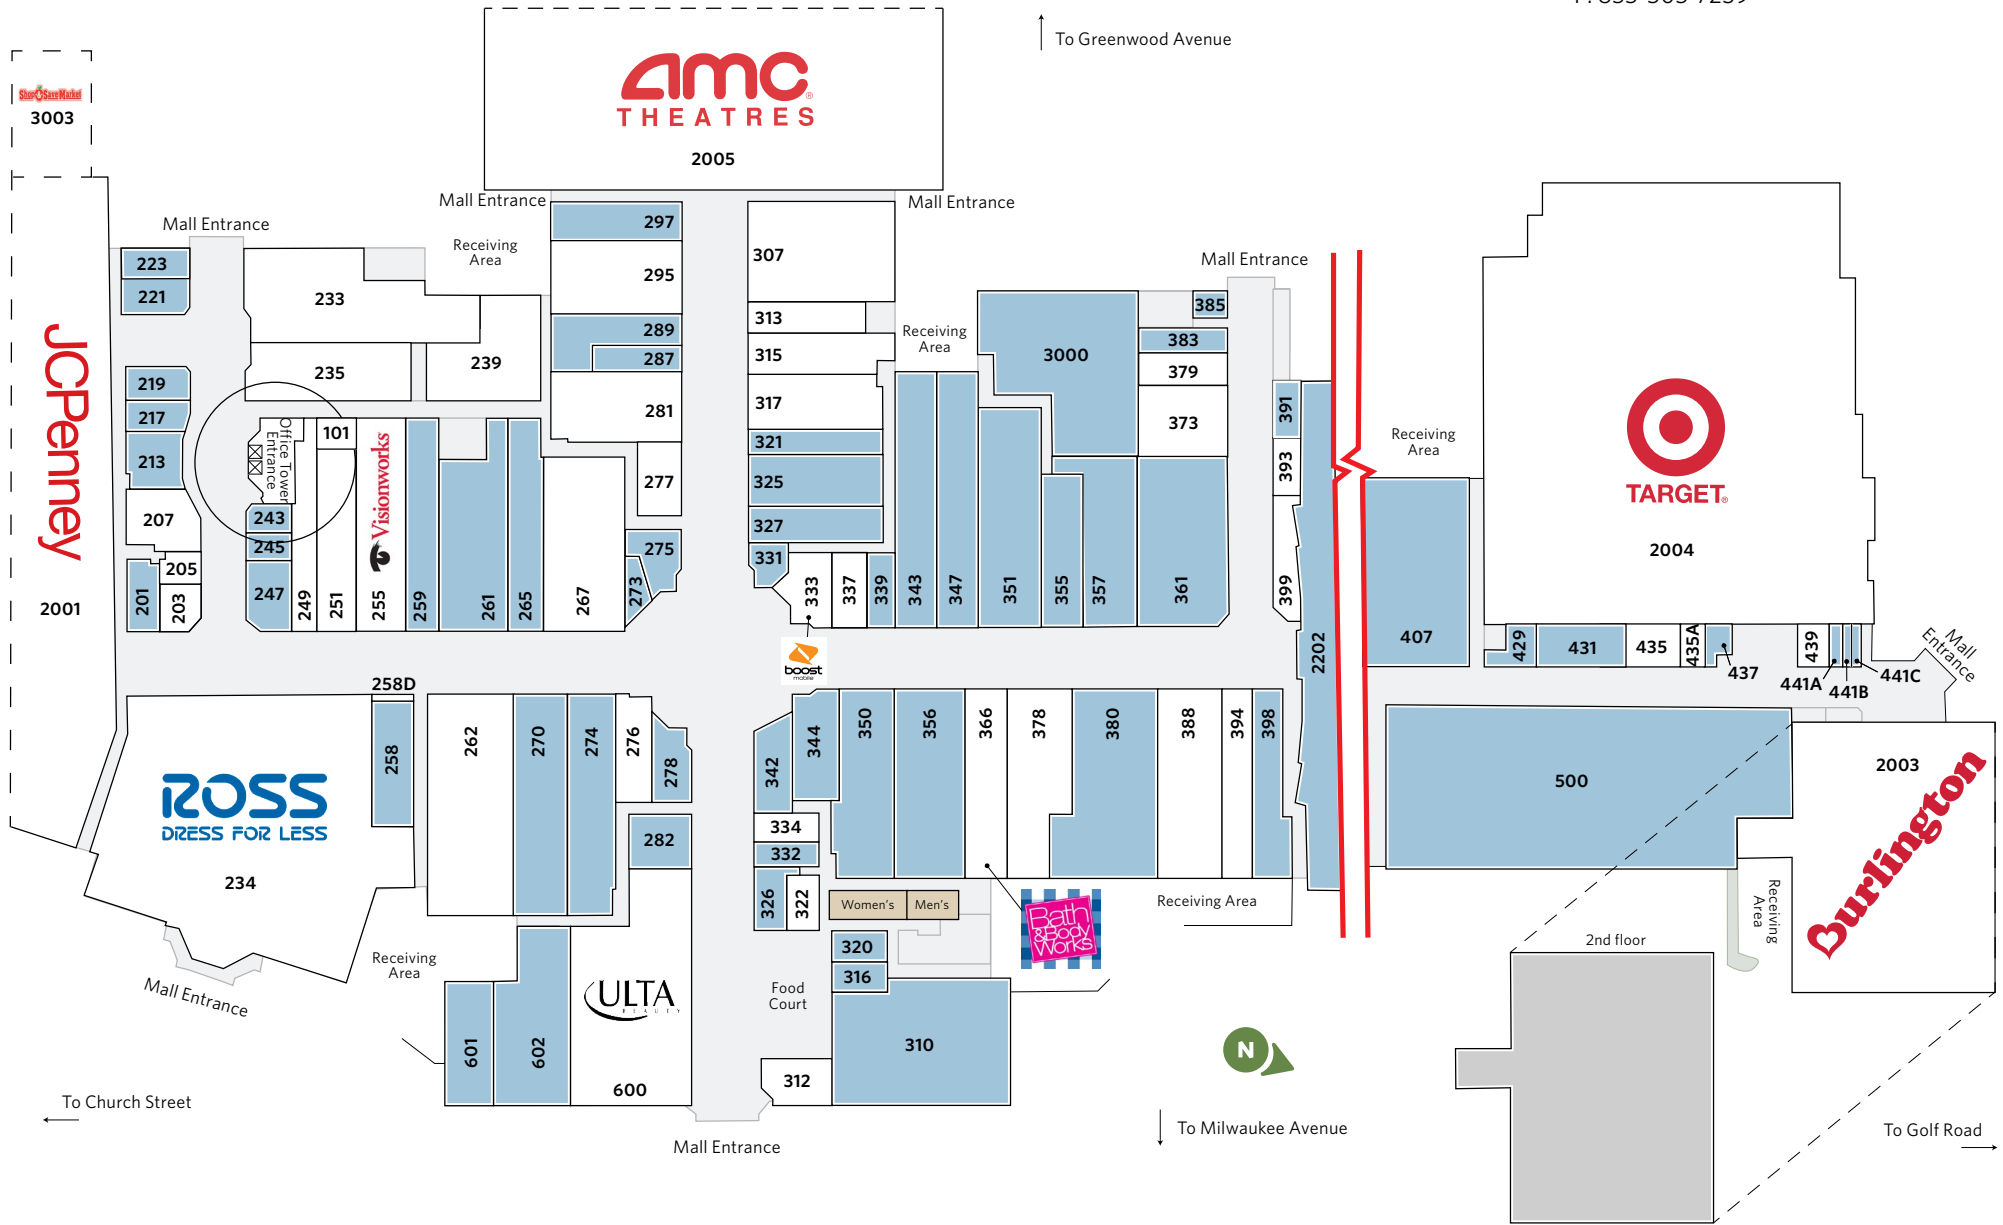 To Greenwood Avenue
Shop & Save Market
3003
amc
THEATRES
2005
Mall Entrance
Mall Entrance
Mall Entrance
Mall Entrance
Receiving
Area
223
221
233
239
235
219
217
213
207
205
201
203
JCPenney
2001
Office Tower
Entrance
101
243
245
247
249
251
Visionworks
255
259
261
265
267
297
295
289
287
281
277
275
273
307
313
315
317
321
325
327
331
333
boost
mobile
337
339
343
347
351
355
357
361
Receiving
Area
3000
385
383
379
373
391
393
399
2202
Receiving
Area
407
TARGET
2004
429
431
435
435A
437
439
441A
441B
441C
Mall
Entrance
258D
258
ROSS
DRESS FOR LESS
234
Mall Entrance
262
270
274
276
278
282
Receiving
Area
601
602
ULTA
BEAUTY
600
342
344
350
356
366
378
380
388
394
398
334
332
326
322
Women's
Men's
320
316
310
312
Food
Court
Bath
& Body
Works
Receiving Area
500
2003
Burlington
Receiving
Area
2nd floor
N
To Church Street
Mall Entrance
To Milwaukee Avenue
To Golf Road